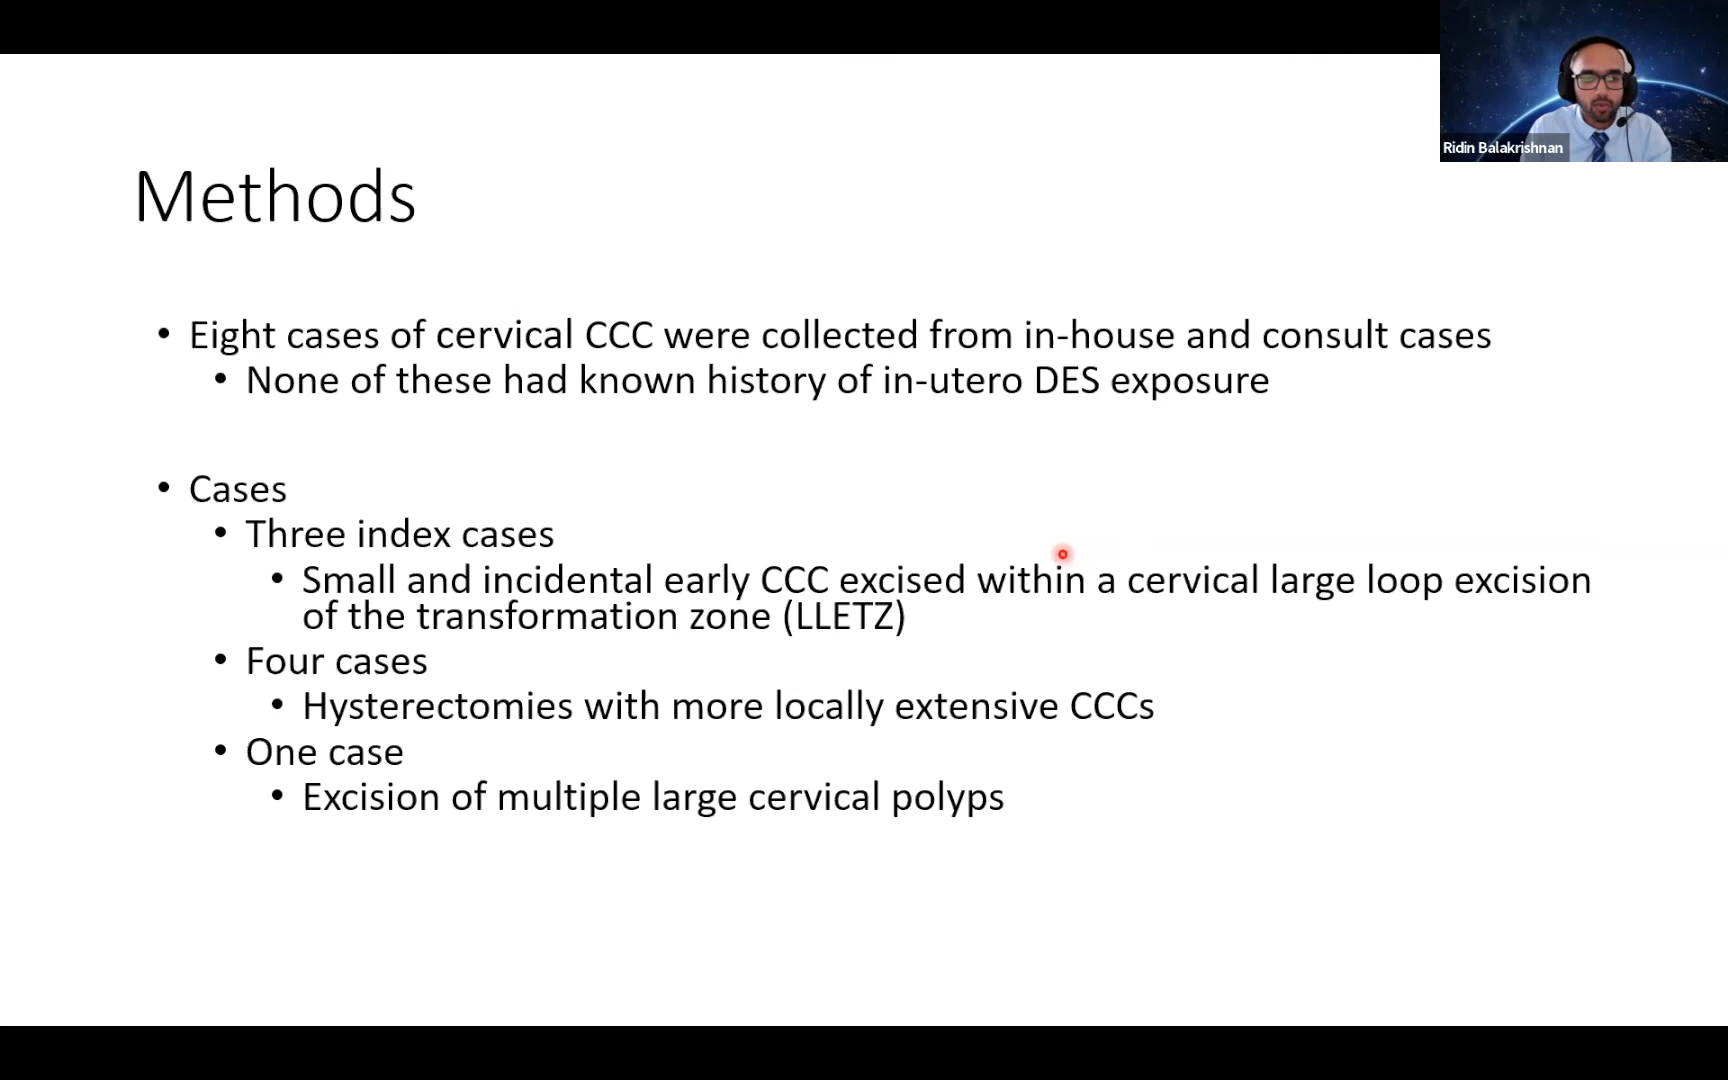 Ridin Balakrishnan
Methods
• Eight cases of cervical CCC were collected from in-house and consult cases
• None of these had known history of in-utero DES exposure
• Cases
• Three index cases
• Small and incidental early CCC excised within a cervical large loop excision
of the transformation zone (LLETZ)
• Four cases
• Hysterectomies with more locally extensive CCCs
• One case
• Excision of multiple large cervical polyps